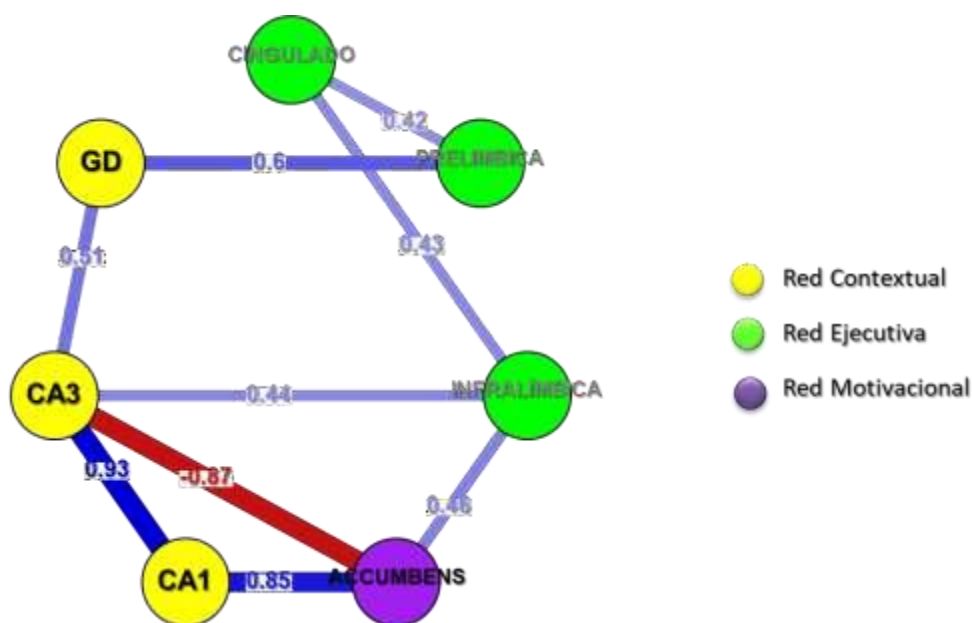 CINGULADO
0.42
GD
0.6
PRELÍMBICA
0.51
0.43
Red Contextual
Red Ejecutiva
CA3
0.44
INFRALÍMBICA
Red Motivacional
0.93
-0.87
0.46
CA1
0.85
ACCUMBENS